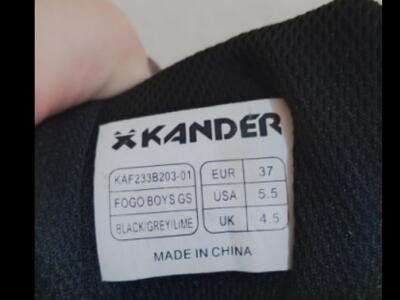 KANDER
KAF233B203-01 EUR 37
FOGO BOYS GS USA 5.5
BLACK/GREY/LIME UK 4.5
MADE IN CHINA